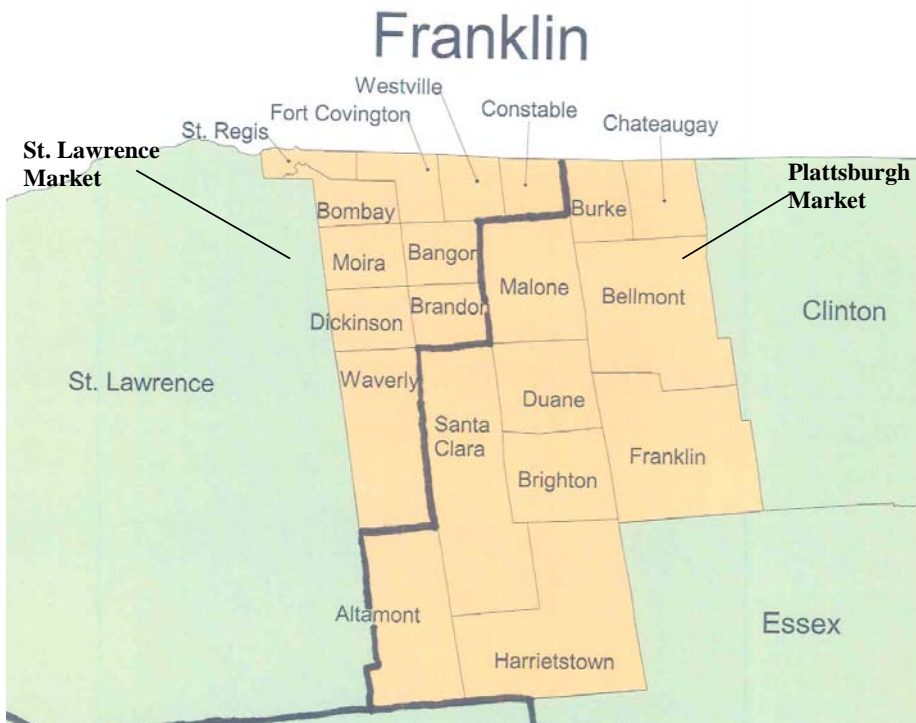 Franklin
Westville
Fort Covington
Constable
St. Regis
Chateaugay
St. Lawrence
Market
Plattsburgh
Market
Bombay
Burke
Moira
Bangor
Malone
Bellmont
Clinton
Dickinson
Brandon
St. Lawrence
Waverly
Duane
Santa
Clara
Franklin
Brighton
Altamont
Essex
Harrietstown